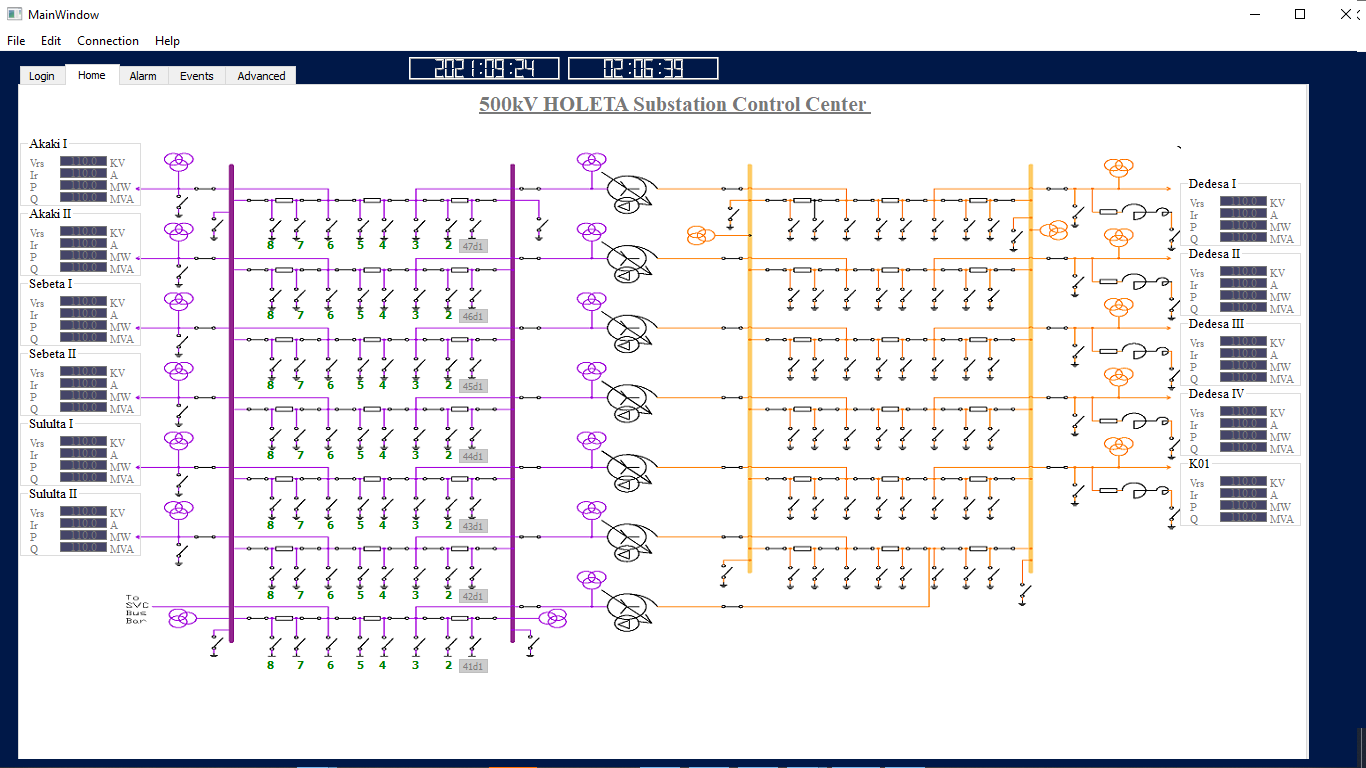 MainWindow
File Edit Connection Help
Login Home Alarm Events Advanced 2021:09:24 02:06:39
500kV HOLETA Substation Control Center
Akaki I
Vrs 110.0 KV
Ir 110.0 A
P 110.0 MW
Q 110.0 MVA
Akaki II
Vrs 110.0 KV
Ir 110.0 A
P 110.0 MW
Q 110.0 MVA
Sebeta I
Vrs 110.0 KV
Ir 110.0 A
P 110.0 MW
Q 110.0 MVA
Sebeta II
Vrs 110.0 KV
Ir 110.0 A
P 110.0 MW
Q 110.0 MVA
Sululta I
Vrs 110.0 KV
Ir 110.0 A
P 110.0 MW
Q 110.0 MVA
Sululta II
Vrs 110.0 KV
Ir 110.0 A
P 110.0 MW
Q 110.0 MVA
To
SVC
Bus
Bar
8 7 6 5 4 3 2 47d1
8 7 6 5 4 3 2 46d1
8 7 6 5 4 3 2 45d1
8 7 6 5 4 3 2 44d1
8 7 6 5 4 3 2 43d1
8 7 6 5 4 3 2 42d1
8 7 6 5 4 3 2 41d1
Dedesa I
Vrs 110.0 KV
Ir 110.0 A
P 110.0 MW
Q 110.0 MVA
Dedesa II
Vrs 110.0 KV
Ir 110.0 A
P 110.0 MW
Q 110.0 MVA
Dedesa III
Vrs 110.0 KV
Ir 110.0 A
P 110.0 MW
Q 110.0 MVA
Dedesa IV
Vrs 110.0 KV
Ir 110.0 A
P 110.0 MW
Q 110.0 MVA
K01
Vrs 110.0 KV
Ir 110.0 A
P 110.0 MW
Q 110.0 MVA